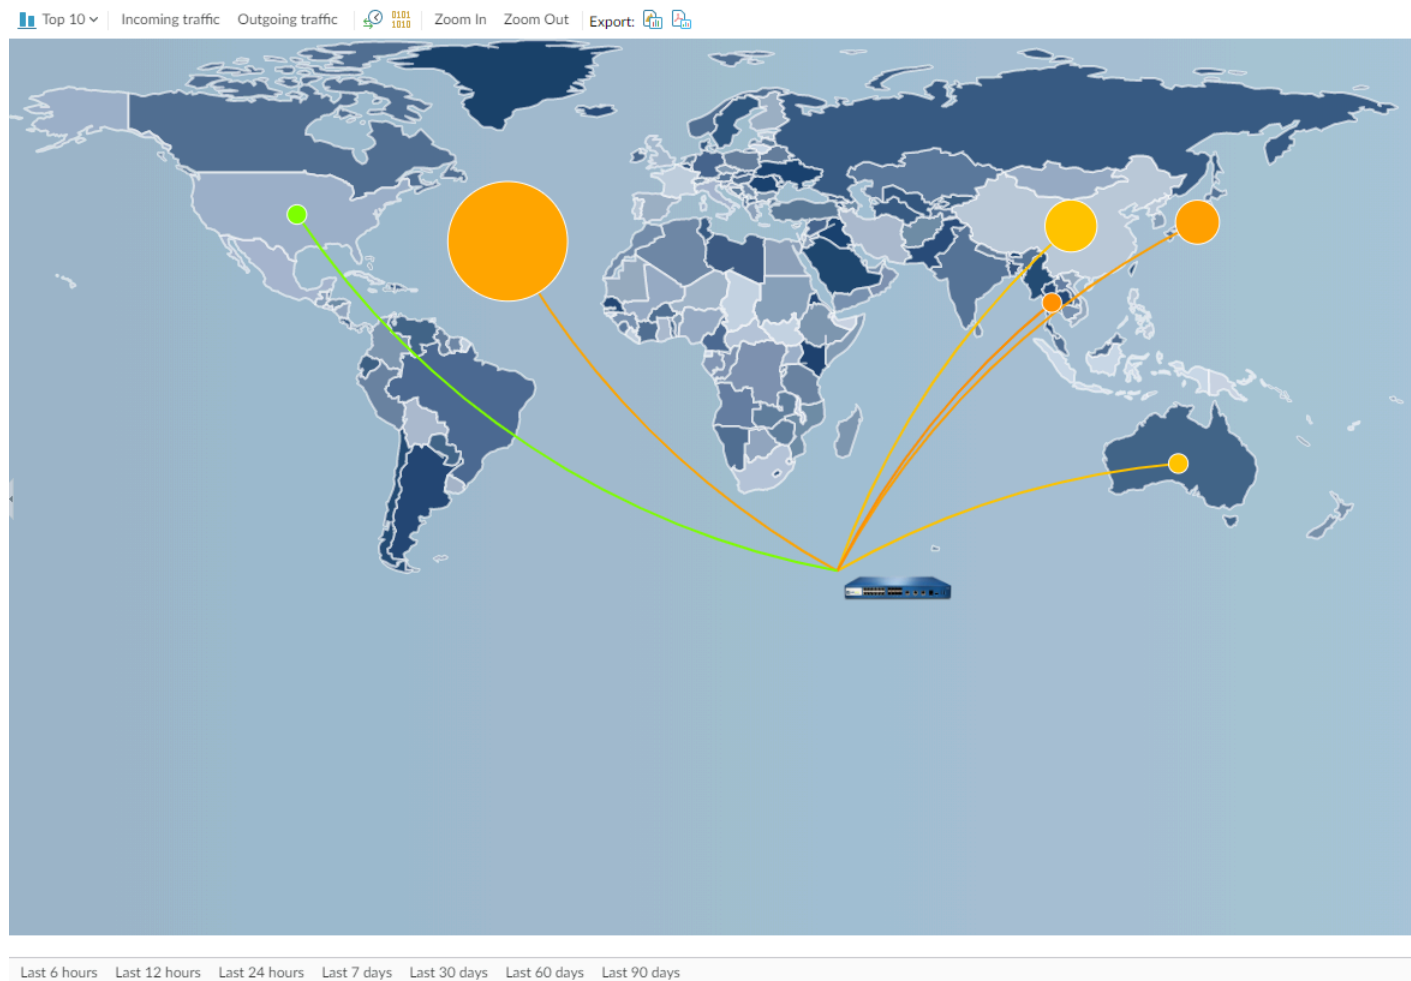 Top 10 Incoming traffic Outgoing traffic 0101 1010 Zoom In Zoom Out Export:
Last 6 hours Last 12 hours Last 24 hours Last 7 days Last 30 days Last 60 days Last 90 days